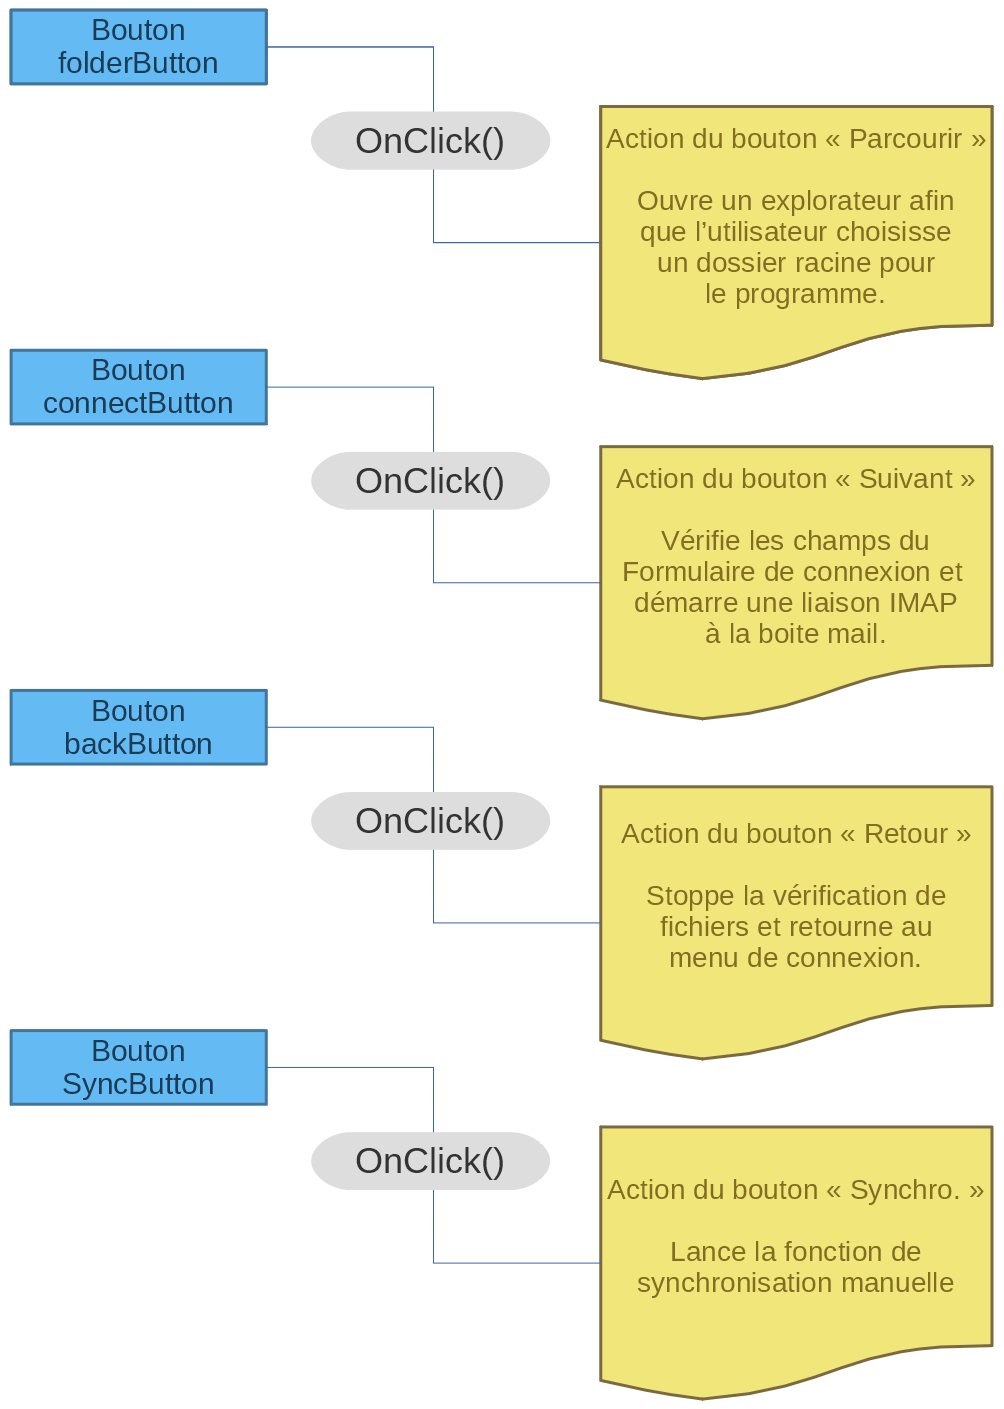 Bouton
folderButton
OnClick()
Action du bouton « Parcourir »
Ouvre un explorateur afin
que l’utilisateur choisisse
un dossier racine pour
le programme.
Bouton
connectButton
OnClick()
Action du bouton « Suivant »
Vérifie les champs du
Formulaire de connexion et
démarre une liaison IMAP
à la boite mail.
Bouton
backButton
OnClick()
Action du bouton « Retour »
Stoppe la vérification de
fichiers et retourne au
menu de connexion.
Bouton
SyncButton
OnClick()
Action du bouton « Synchro. »
Lance la fonction de
synchronisation manuelle